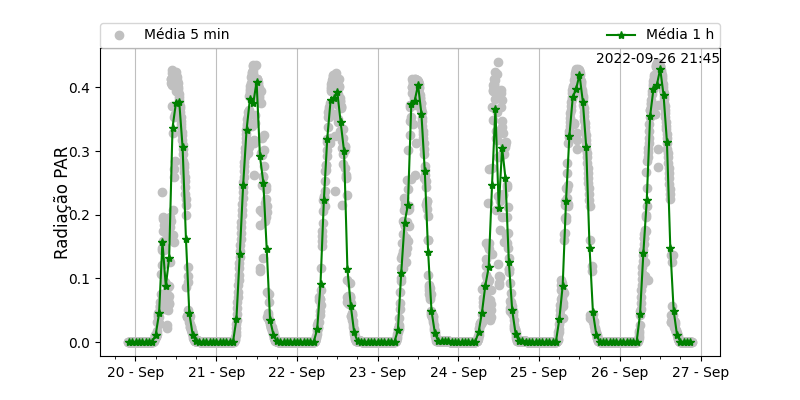 Média 5 min
Média 1 h
2022-09-26 21:45
Radiação PAR
0.4
0.3
0.2
0.1
0.0
20 - Sep
21 - Sep
22 - Sep
23 - Sep
24 - Sep
25 - Sep
26 - Sep
27 - Sep